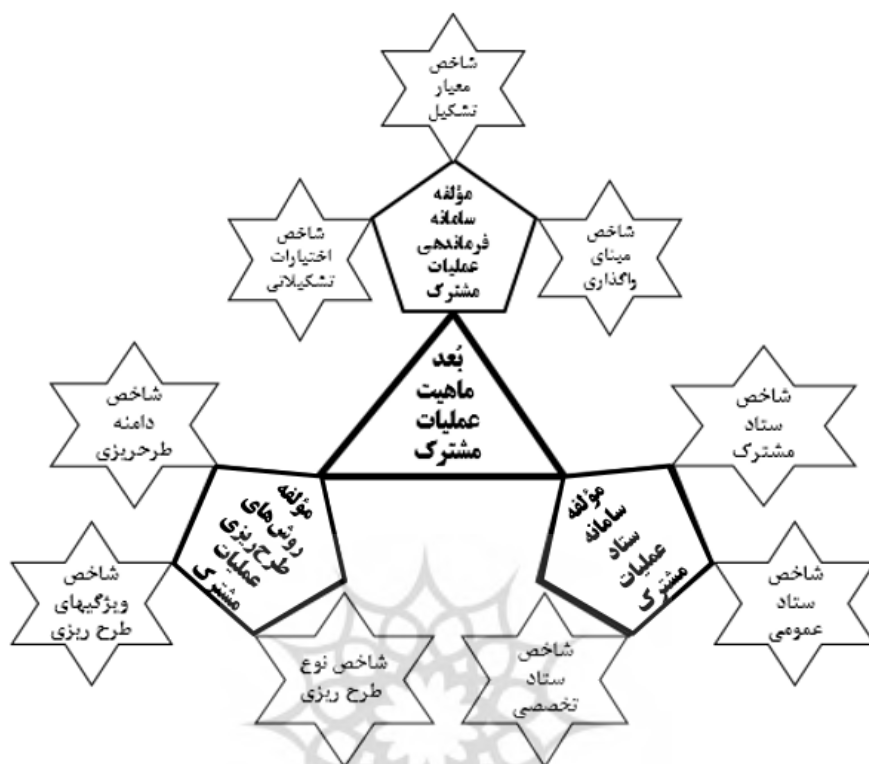 شاخص
معیار
تشکیل
مؤلفه
سامانه
فرماندهی
عملیات
مشترک
شاخص
مبنای
واگذاری
شاخص
اختیارات
تشکیلاتی
بُعد
ماهیت
عملیات
مشترک
شاخص
ستاد
مشترک
مؤلفه
سامانه
ستاد
عملیات
مشترک
شاخص
ستاد
عمومی
شاخص
ستاد
تخصصی
شاخص
دامنه
طرحریزی
مؤلفه
روش‌های
طرح‌ریزی
عملیات
مشترک
شاخص
ویژگیهای
طرح ریزی
شاخص نوع
طرح ریزی